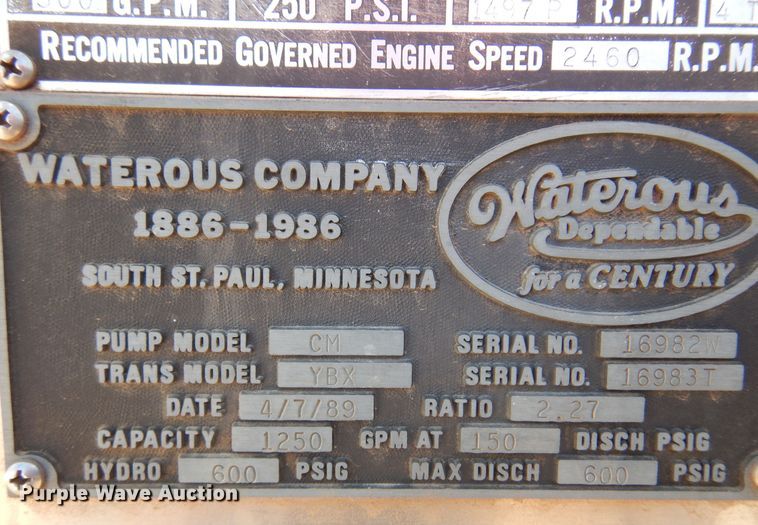 G.P.M. 250 P.S.I. R.P.M.
RECOMMENDED GOVERNED ENGINE SPEED 2460 R.P.M.
WATEROUS COMPANY
1886-1986
SOUTH ST. PAUL, MINNESOTA
Waterous
Dependable
for a CENTURY
PUMP MODEL CM SERIAL NO. 16982W
TRANS MODEL YBX SERIAL NO. 16983T
DATE 4/7/89 RATIO 2.27
CAPACITY 1250 GPM AT 150 DISCH PSIG
HYDRO 600 PSIG MAX DISCH 600 PSIG
Purple Wave Auction